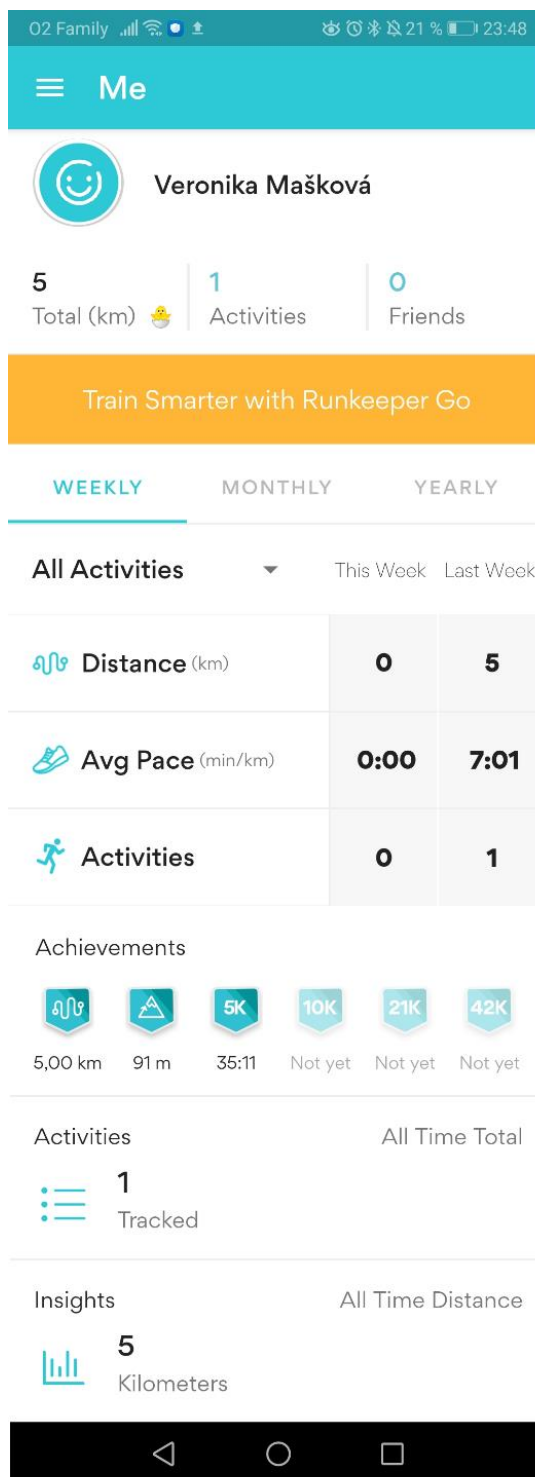 O2 Family 21 % 23:48
Me
Veronika Mašková
5 1 0
Total (km) Activities Friends
Train Smarter with Runkeeper Go
WEEKLY MONTHLY YEARLY
All Activities This Week Last Week
Distance (km) 0 5
Avg Pace (min/km) 0:00 7:01
Activities 0 1
Achievements
5K 10K 21K 42K
5,00 km 91 m 35:11 Not yet Not yet Not yet
Activities All Time Total
1
Tracked
Insights All Time Distance
5
Kilometers